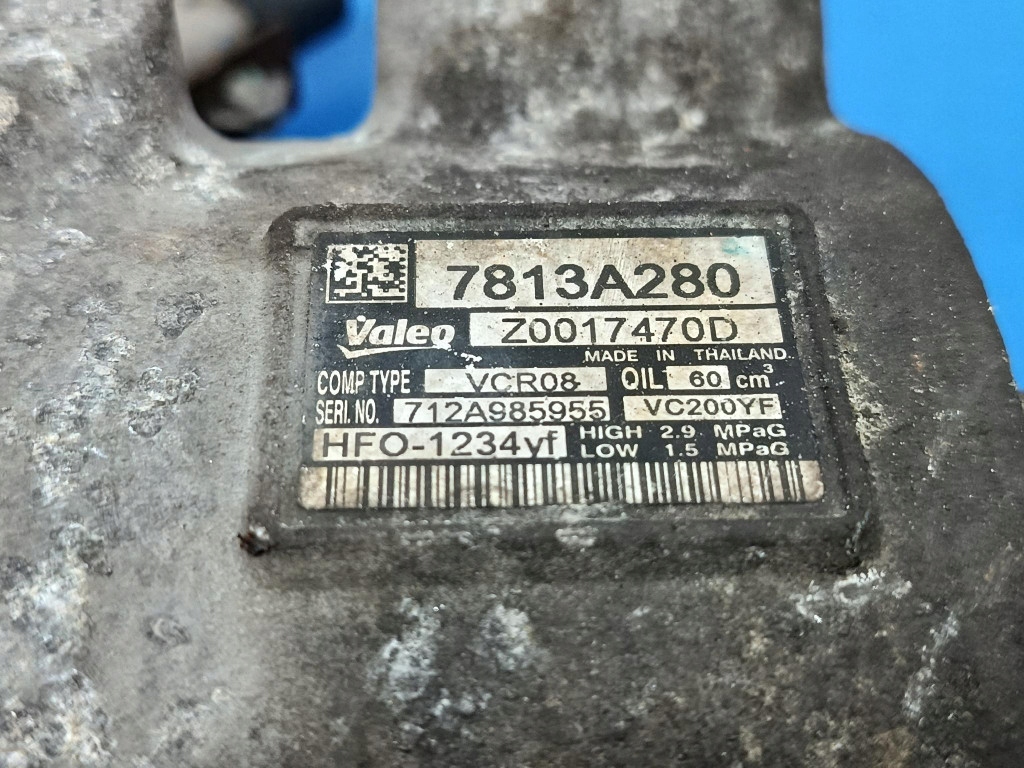 7813A280
Valeo Z0017470D
MADE IN THAILAND
COMP TYPE VCR08 OIL 60 cm³
SERI. NO. 712A985955 VC200YF
HFO-1234yf HIGH 2.9 MPaG
LOW 1.5 MPaG